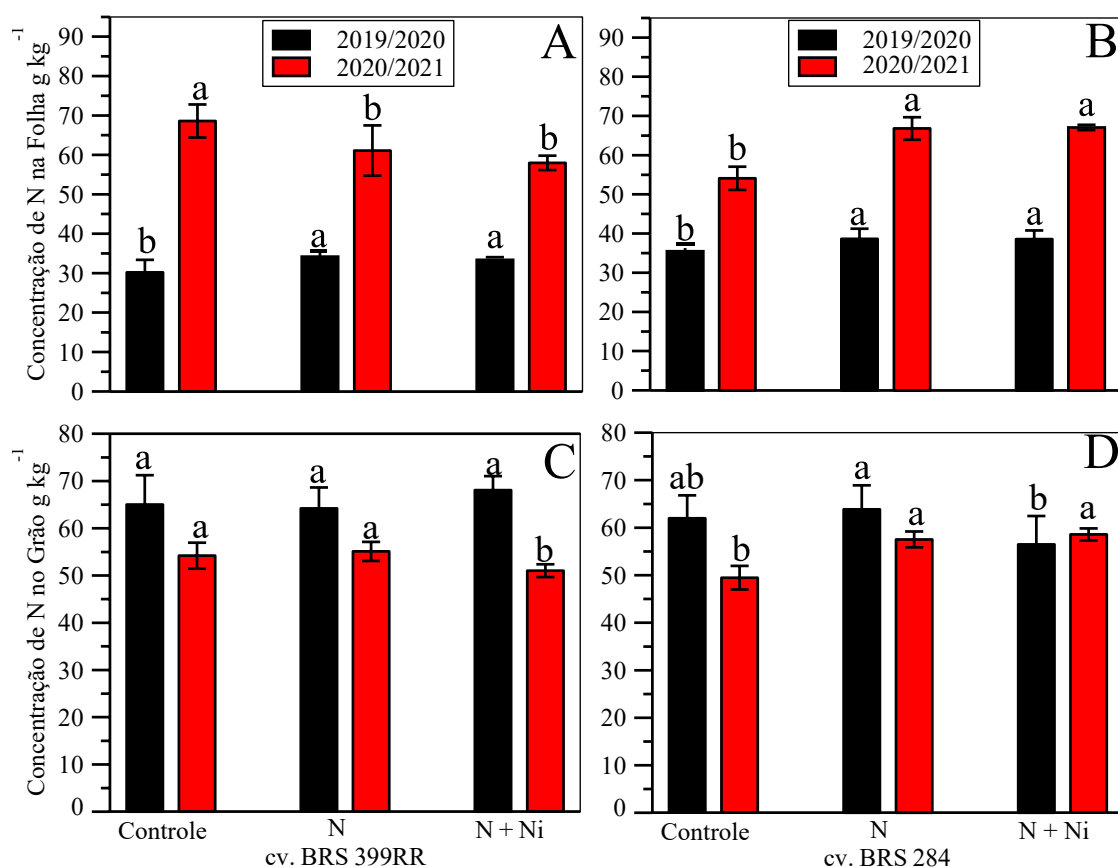 2019/2020
2020/2021
A
90
80
70
60
50
40
30
20
10
0
Concentração de N na Folha g kg⁻¹
b
a
a
b
a
b
2019/2020
2020/2021
B
90
80
70
60
50
40
30
20
10
0
b
b
a
a
a
a
C
80
70
60
50
40
30
20
10
0
Concentração de N no Grão g kg⁻¹
a
a
a
a
a
b
Controle N N + Ni
cv. BRS 399RR
D
80
70
60
50
40
30
20
10
0
ab
b
a
a
b
a
Controle N N + Ni
cv. BRS 284